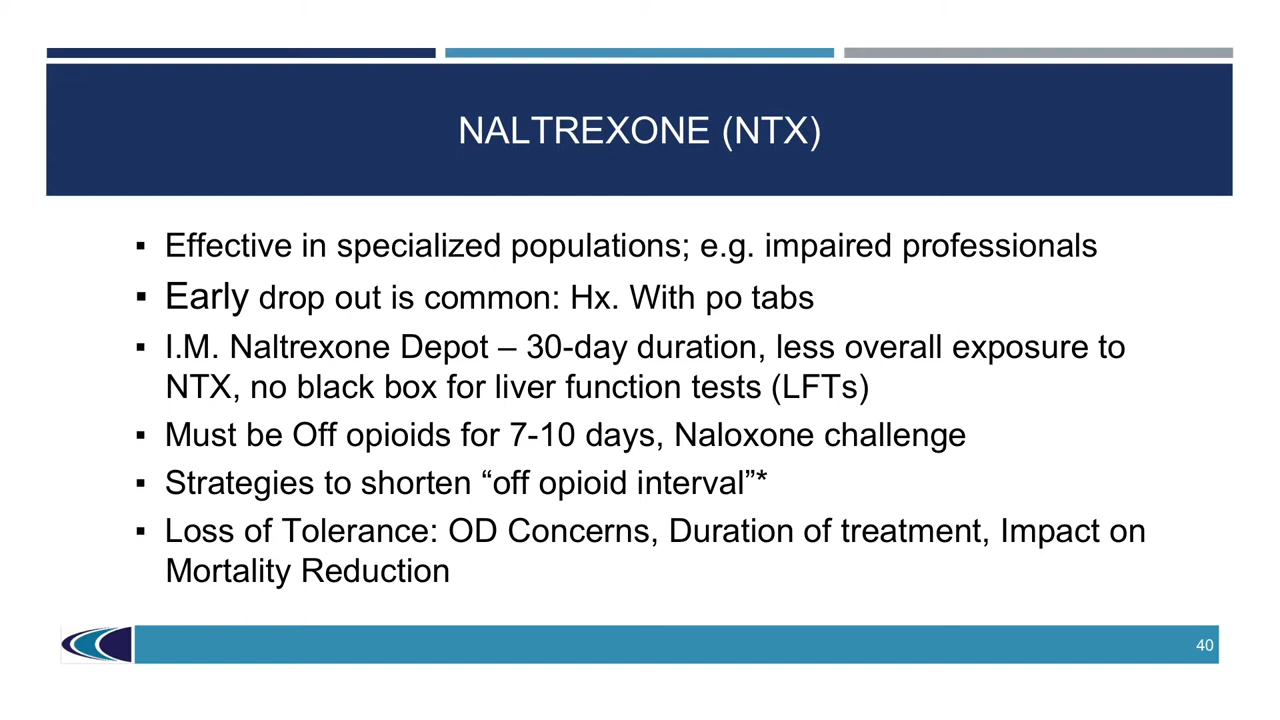 NALTREXONE (NTX)
▪ Effective in specialized populations; e.g. impaired professionals
▪ Early drop out is common: Hx. With po tabs
▪ I.M. Naltrexone Depot – 30-day duration, less overall exposure to
NTX, no black box for liver function tests (LFTs)
▪ Must be Off opioids for 7-10 days, Naloxone challenge
▪ Strategies to shorten “off opioid interval”*
▪ Loss of Tolerance: OD Concerns, Duration of treatment, Impact on
Mortality Reduction
40